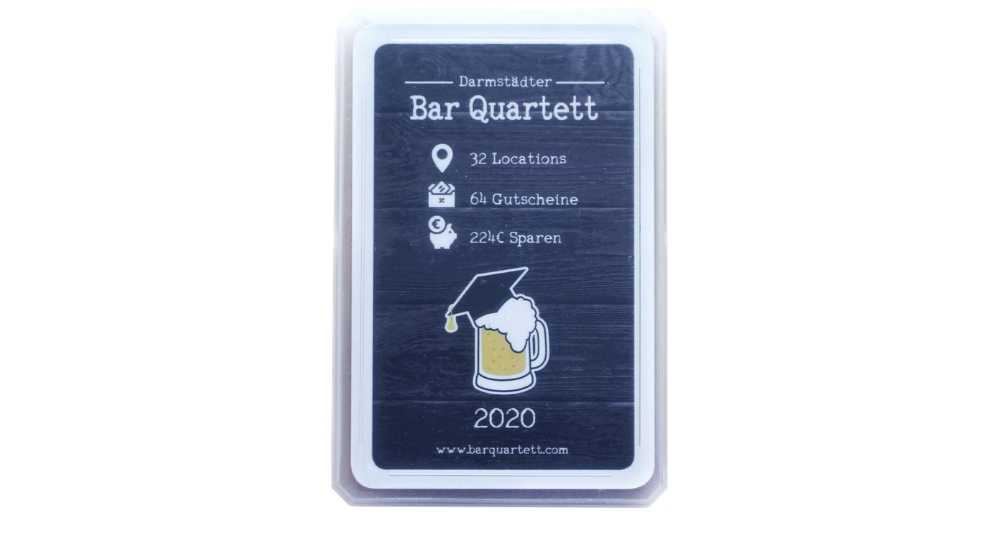 Darmstädter
Bar Quartett
32 Locations
64 Gutscheine
224€ Sparen
2020
www.barquartett.com